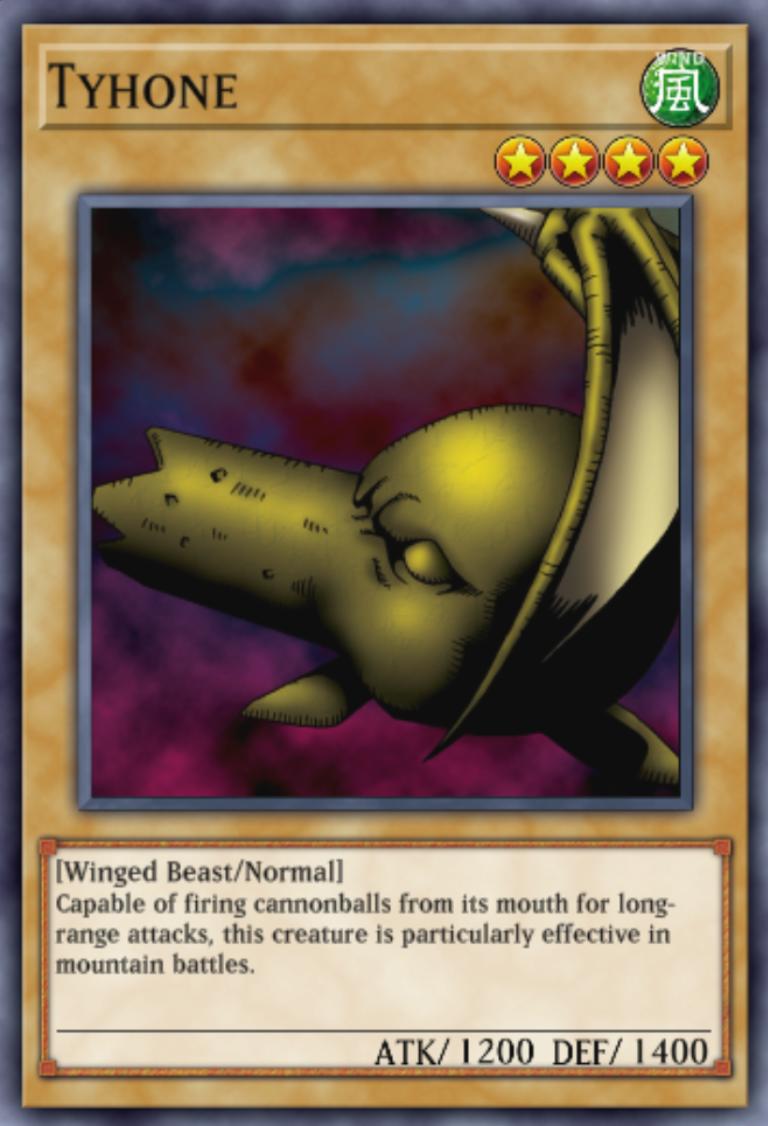 TYHONE
WIND
風
[Winged Beast/Normal]
Capable of firing cannonballs from its mouth for long-
range attacks, this creature is particularly effective in
mountain battles.
ATK/ 1200 DEF/ 1400